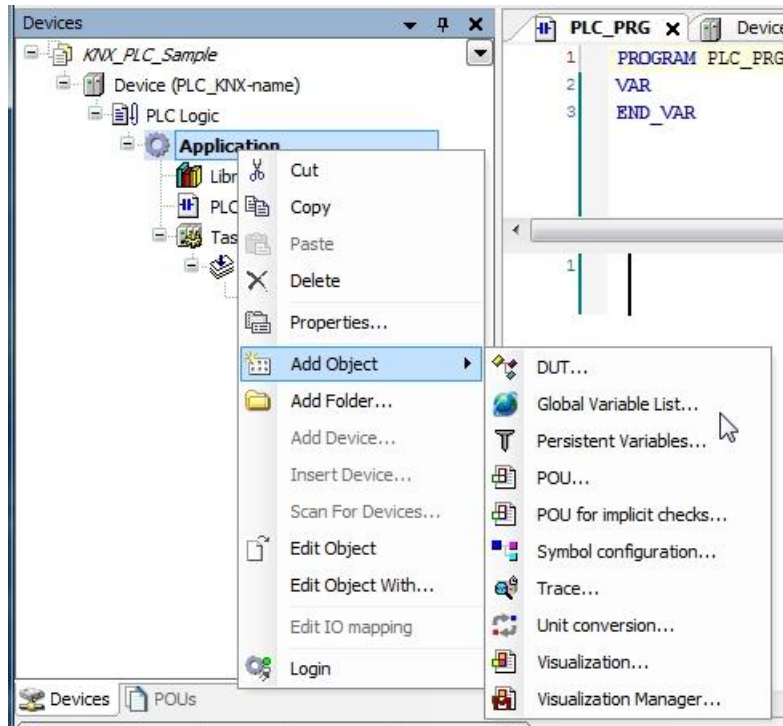 Devices
KNX_PLC_Sample
Device (PLC_KNX-name)
PLC Logic
Application
Libr
PLC
Tas
Cut
Copy
Paste
Delete
Properties...
Add Object
Add Folder...
Add Device...
Insert Device...
Scan For Devices...
Edit Object
Edit Object With...
Edit IO mapping
Login
DUT...
Global Variable List...
Persistent Variables...
POU...
POU for implicit checks...
Symbol configuration...
Trace...
Unit conversion...
Visualization...
Visualization Manager...
PLC_PRG
Device
1 PROGRAM PLC_PRG
2 VAR
3 END_VAR
1
Devices
POUs